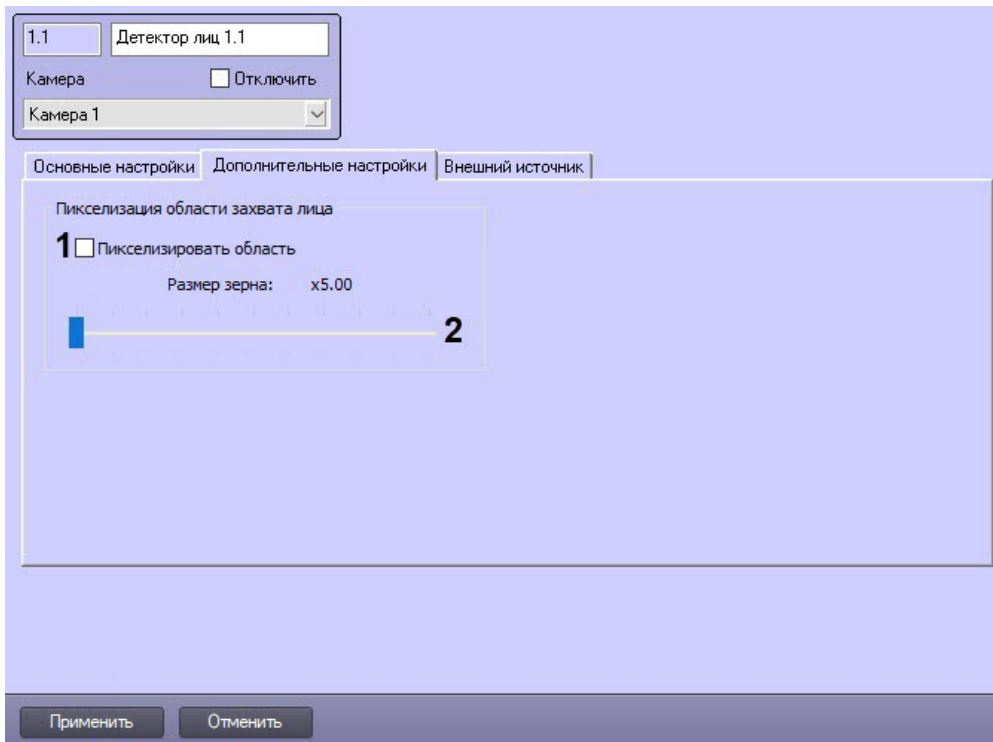 1.1 Детектор лиц 1.1
Камера Отключить
Камера 1
Основные настройки Дополнительные настройки Внешний источник
Пикселизация области захвата лица
1 Пикселизировать область
Размер зерна: x5.00
2
Применить Отменить